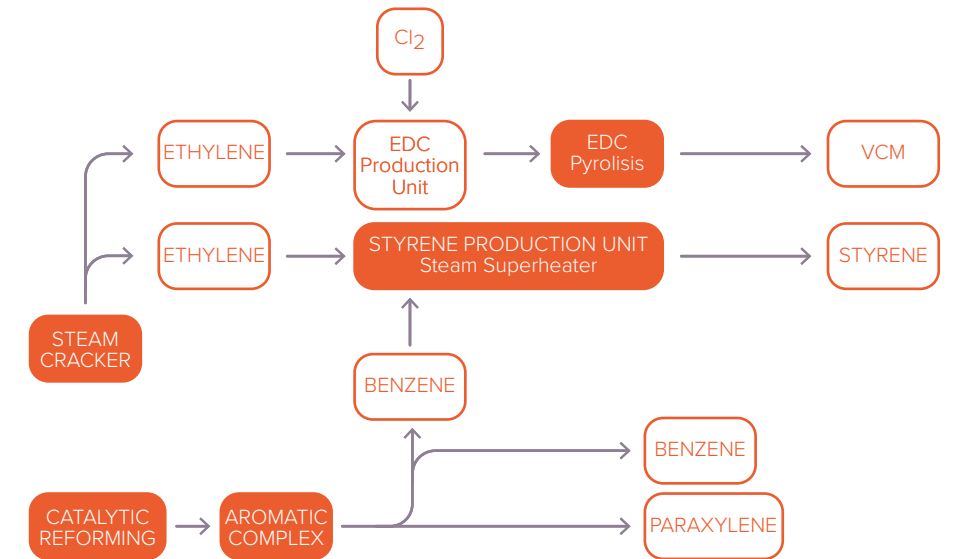 Cl2
ETHYLENE
EDC
Production
Unit
EDC
Pyrolisis
VCM
ETHYLENE
STYRENE PRODUCTION UNIT
Steam Superheater
STYRENE
STEAM
CRACKER
BENZENE
BENZENE
CATALYTIC
REFORMING
AROMATIC
COMPLEX
PARAXYLENE